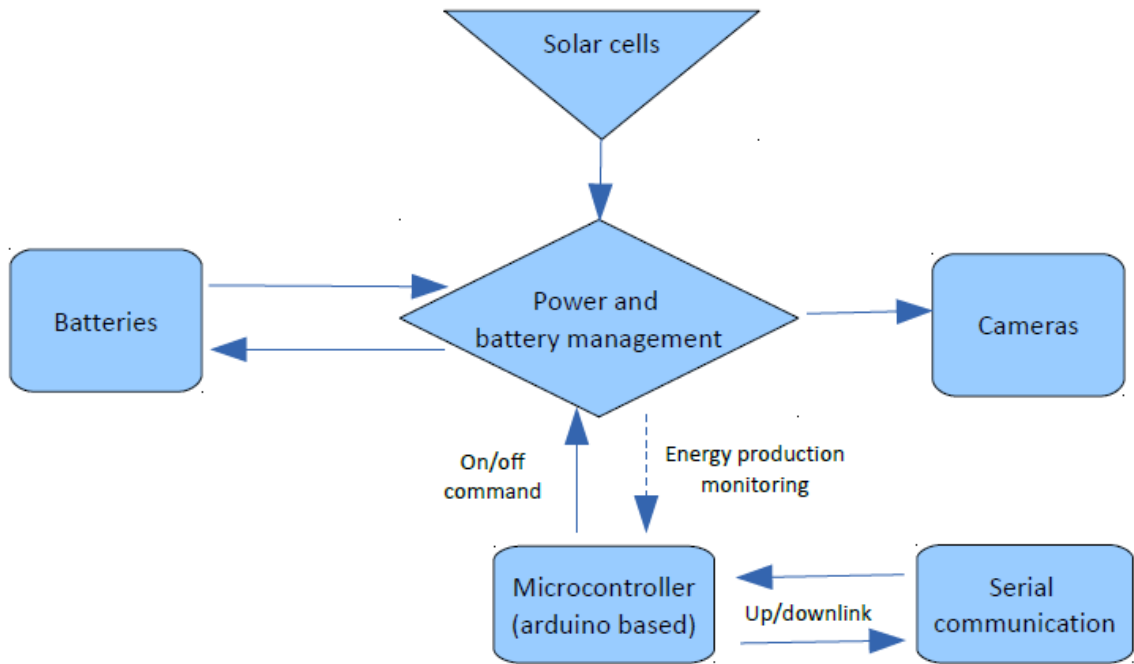 Solar cells
Batteries
Power and
battery management
Cameras
On/off
command
Energy production
monitoring
Microcontroller
(arduino based)
Up/downlink
Serial
communication